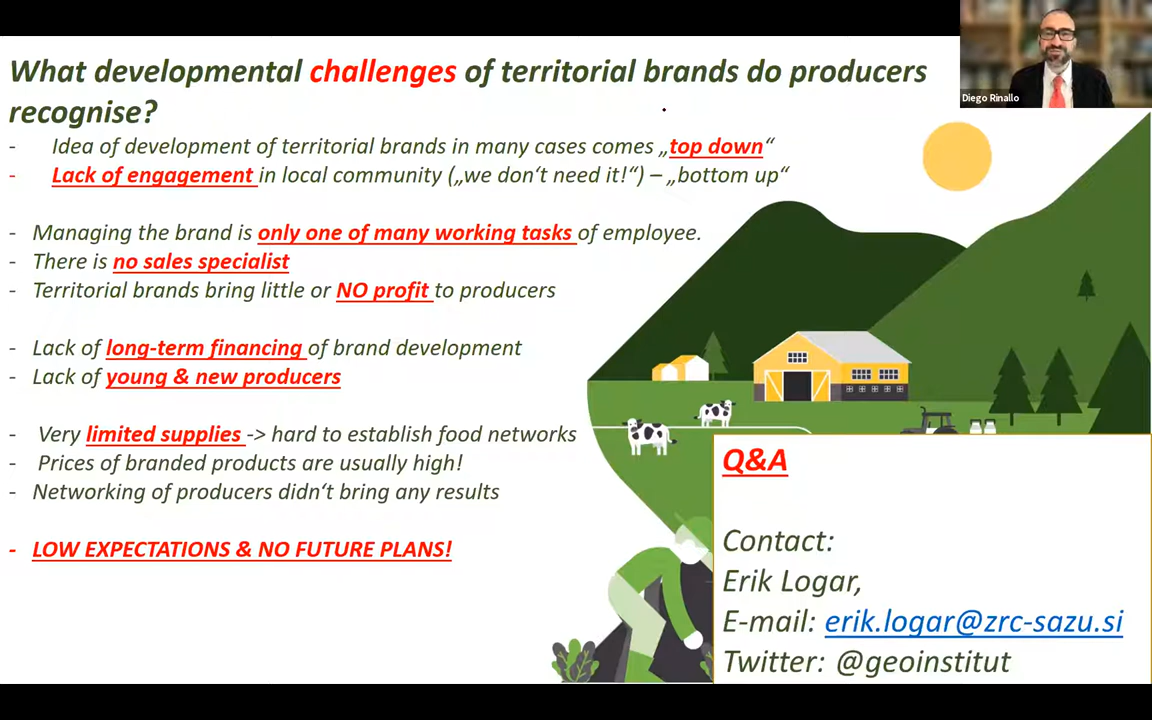 What developmental challenges of territorial brands do producers
recognise?
- Idea of development of territorial brands in many cases comes „top down“
- Lack of engagement in local community („we don‘t need it!“) – „bottom up“
- Managing the brand is only one of many working tasks of employee.
- There is no sales specialist
- Territorial brands bring little or NO profit to producers
- Lack of long-term financing of brand development
- Lack of young & new producers
- Very limited supplies -> hard to establish food networks
- Prices of branded products are usually high!
- Networking of producers didn‘t bring any results
- LOW EXPECTATIONS & NO FUTURE PLANS!
Diego Rinallo
Q&A
Contact:
Erik Logar,
E-mail: erik.logar@zrc-sazu.si
Twitter: @geoinstitut